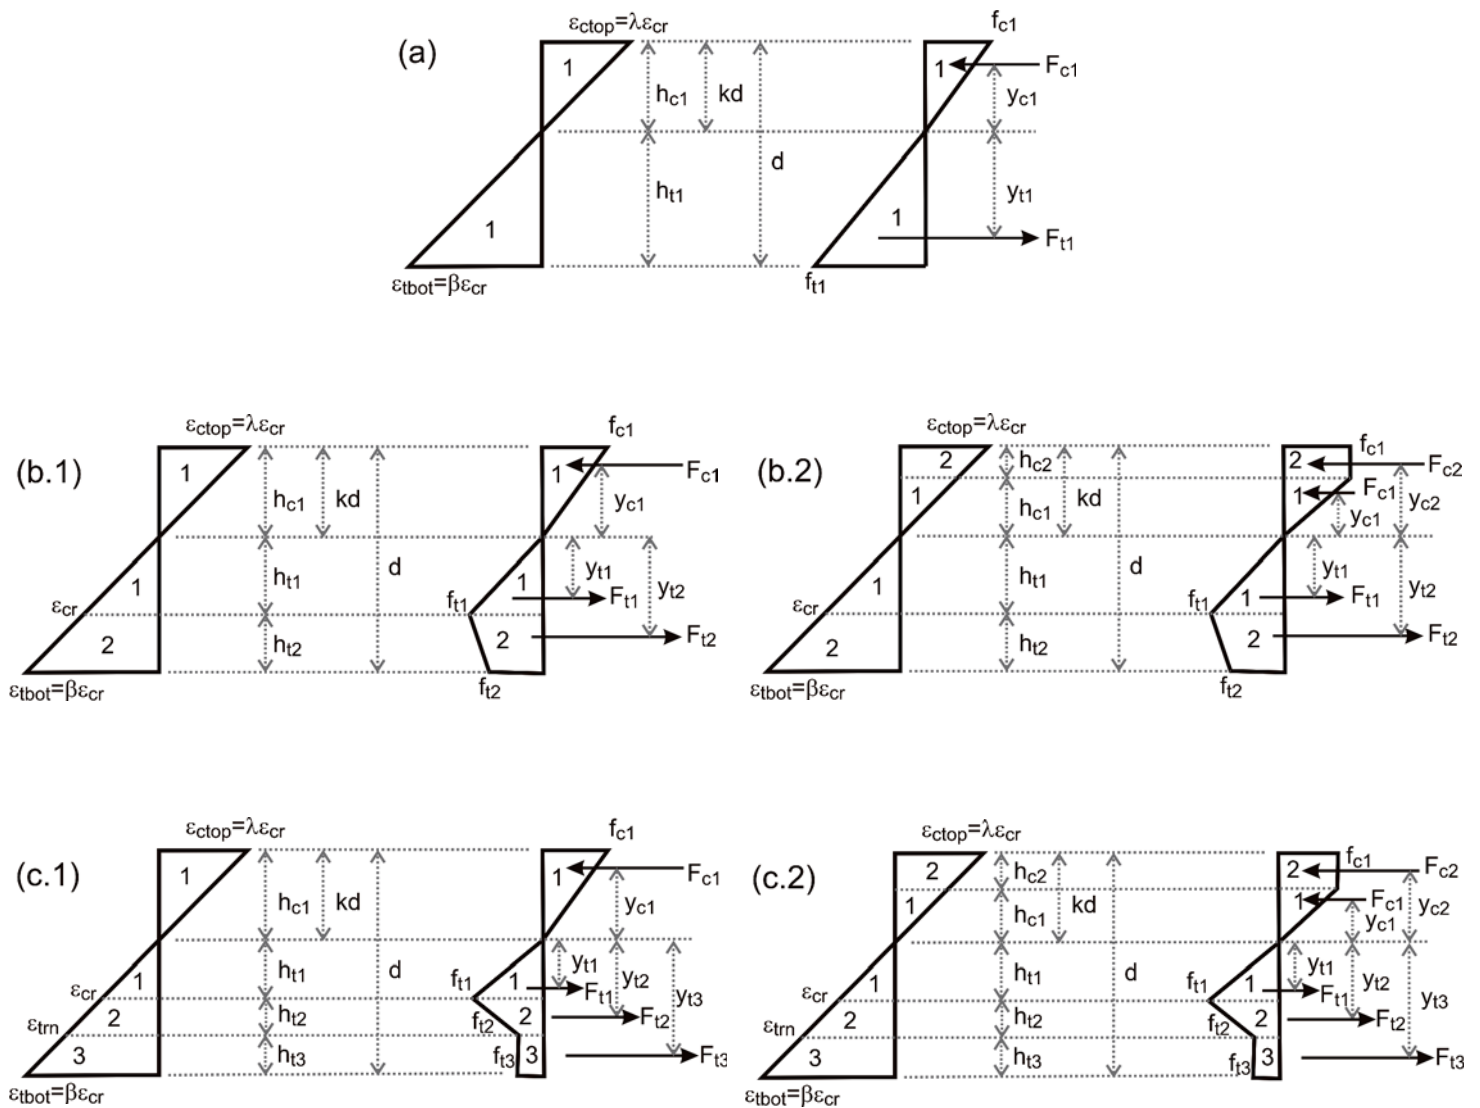 (a)
εctop=λεcr
fc1
1
1
Fc1
hc1
kd
yc1
d
ht1
yt1
1
1
Ft1
εtbot=βεcr
ft1
(b.1)
εctop=λεcr
fc1
1
1
Fc1
hc1
kd
yc1
d
1
ht1
1
yt1
εcr
ft1
Ft1
yt2
2
ht2
2
Ft2
εtbot=βεcr
ft2
(b.2)
εctop=λεcr
fc1
2
hc2
2
Fc2
1
hc1
kd
1
Fc1
yc1
yc2
d
1
ht1
yt1
εcr
ft1
1
Ft1
yt2
2
ht2
2
Ft2
εtbot=βεcr
ft2
(c.1)
εctop=λεcr
fc1
1
1
Fc1
hc1
kd
yc1
d
1
ht1
yt1
yt2
εcr
ft1
1
Ft1
yt3
2
ht2
ft2
2
Ft2
εtrn
3
ht3
ft3
3
Ft3
εtbot=βεcr
(c.2)
εctop=λεcr
fc1
2
hc2
2
Fc2
1
hc1
kd
1
Fc1
yc1
yc2
d
1
ht1
yt1
yt2
εcr
ft1
1
Ft1
yt3
2
ht2
ft2
2
Ft2
εtrn
3
ht3
ft3
3
Ft3
εtbot=βεcr